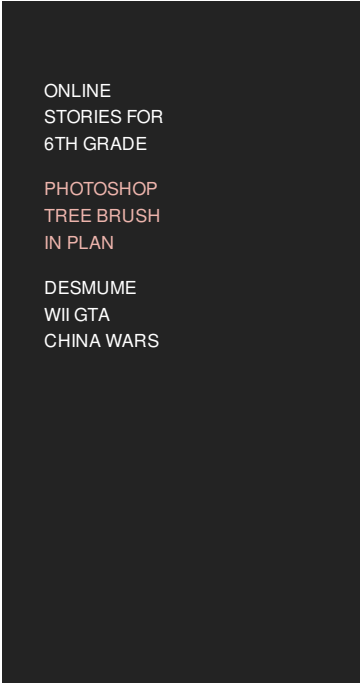 ONLINE
STORIES FOR
6TH GRADE
PHOTOSHOP
TREE BRUSH
IN PLAN
DESMUME
WII GTA
CHINA WARS